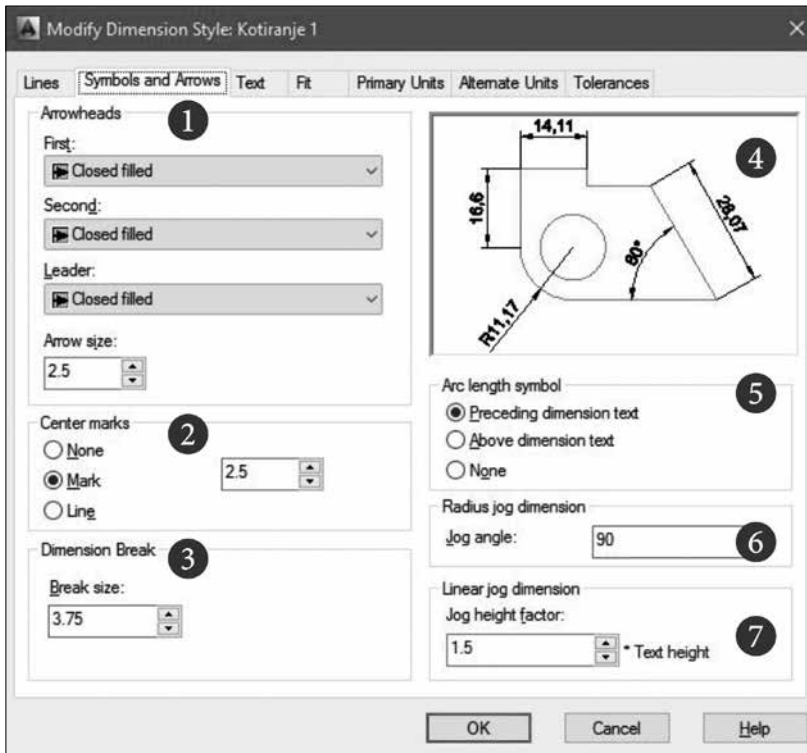 Modify Dimension Style: Kotiranje 1
Lines Symbols and Arrows Text Fit Primary Units Alternate Units Tolerances
Arrowheads
1
First:
Closed filled
Second:
Closed filled
Leader:
Closed filled
Arrow size:
2.5
Center marks
2
None
Mark
2.5
Line
Dimension Break
3
Break size:
3.75
14,11
4
16,6
28,07
80°
R11,17
Arc length symbol
5
Preceding dimension text
Above dimension text
None
Radius jog dimension
Jog angle:
90
6
Linear jog dimension
Jog height factor:
1.5
* Text height
7
OK Cancel Help